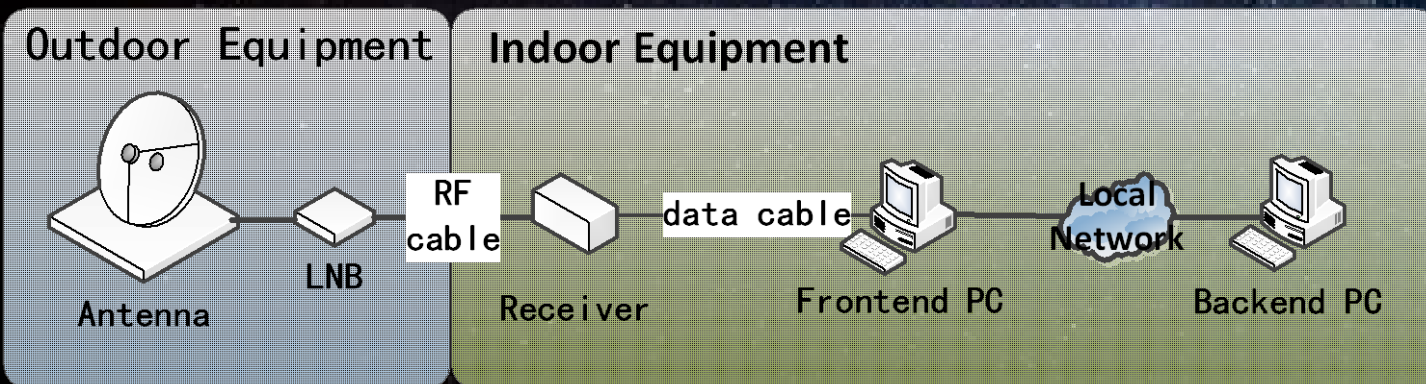 Outdoor Equipment
Indoor Equipment
RF
cable
data cable
Local
Network
LNB
Antenna
Receiver
Frontend PC
Backend PC